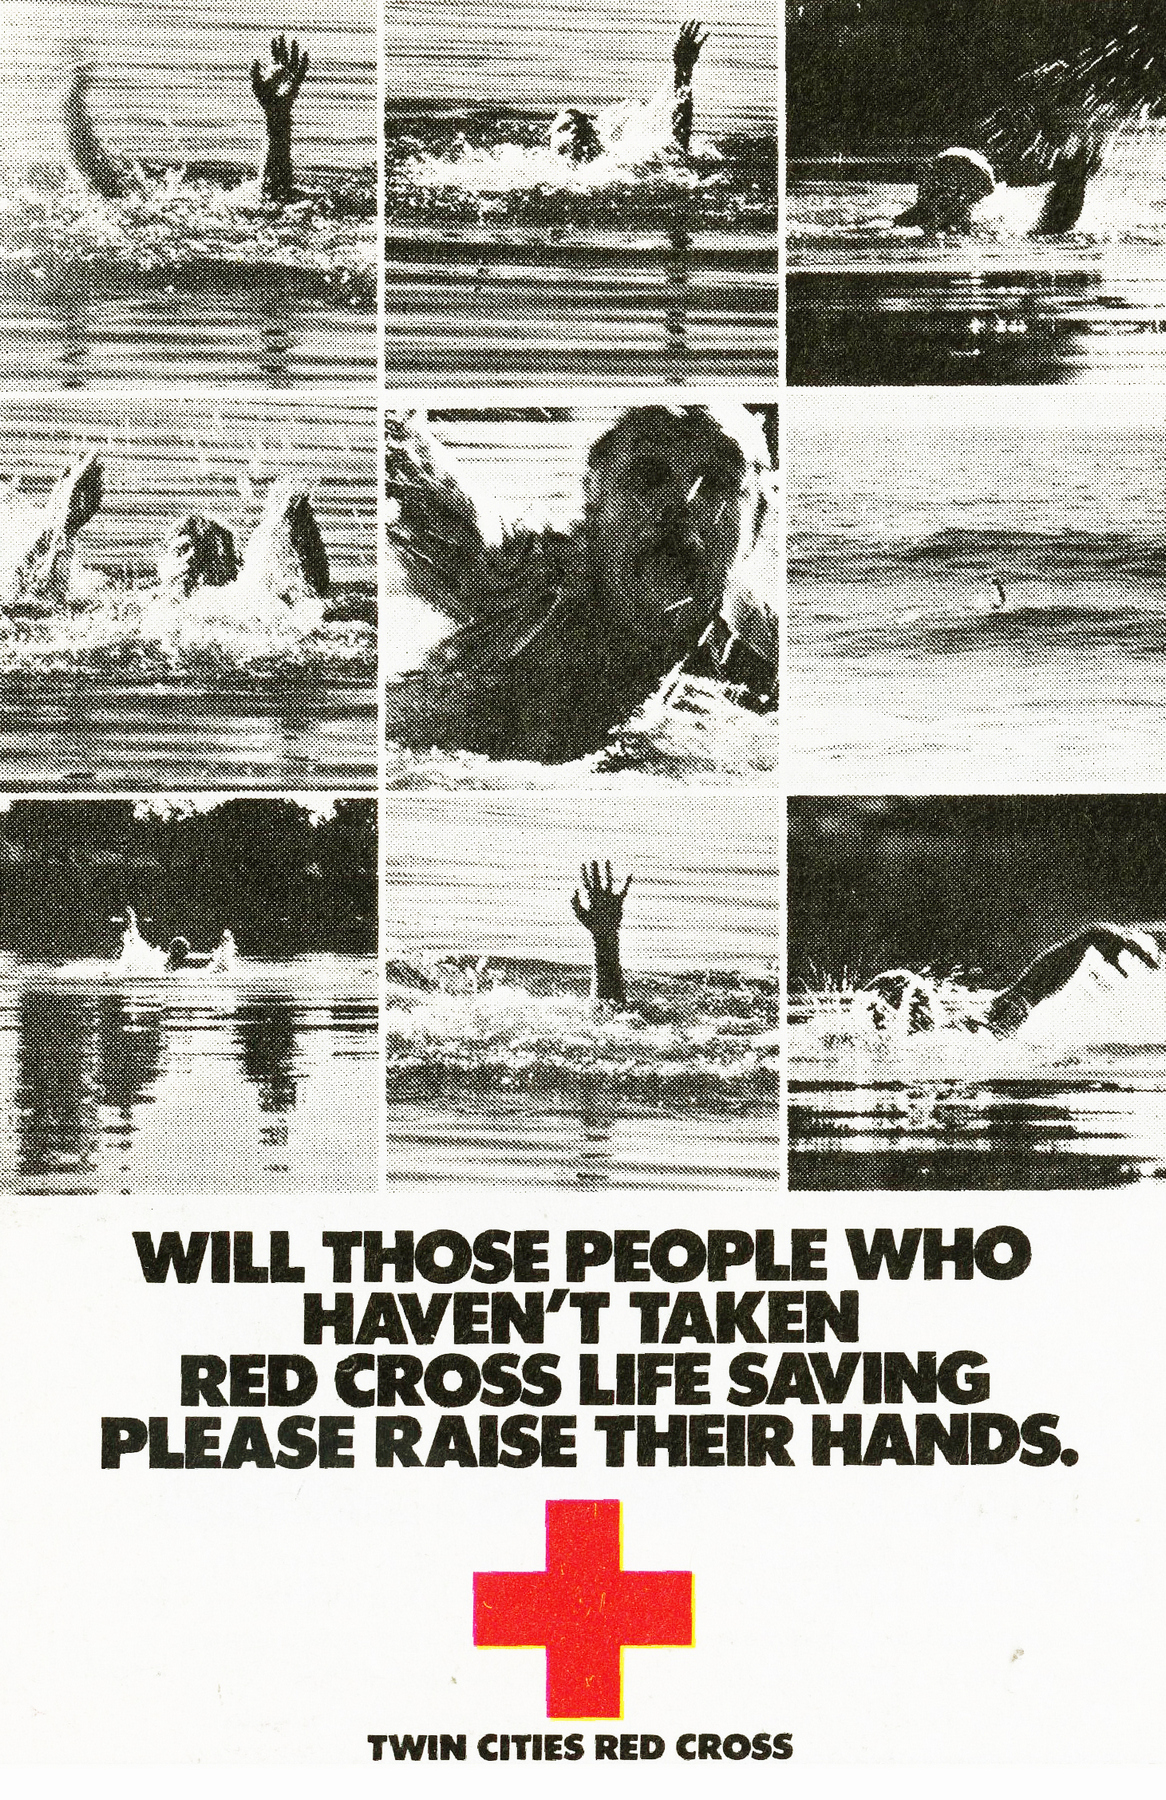 WILL THOSE PEOPLE WHO
HAVEN'T TAKEN
RED CROSS LIFE SAVING
PLEASE RAISE THEIR HANDS.
TWIN CITIES RED CROSS